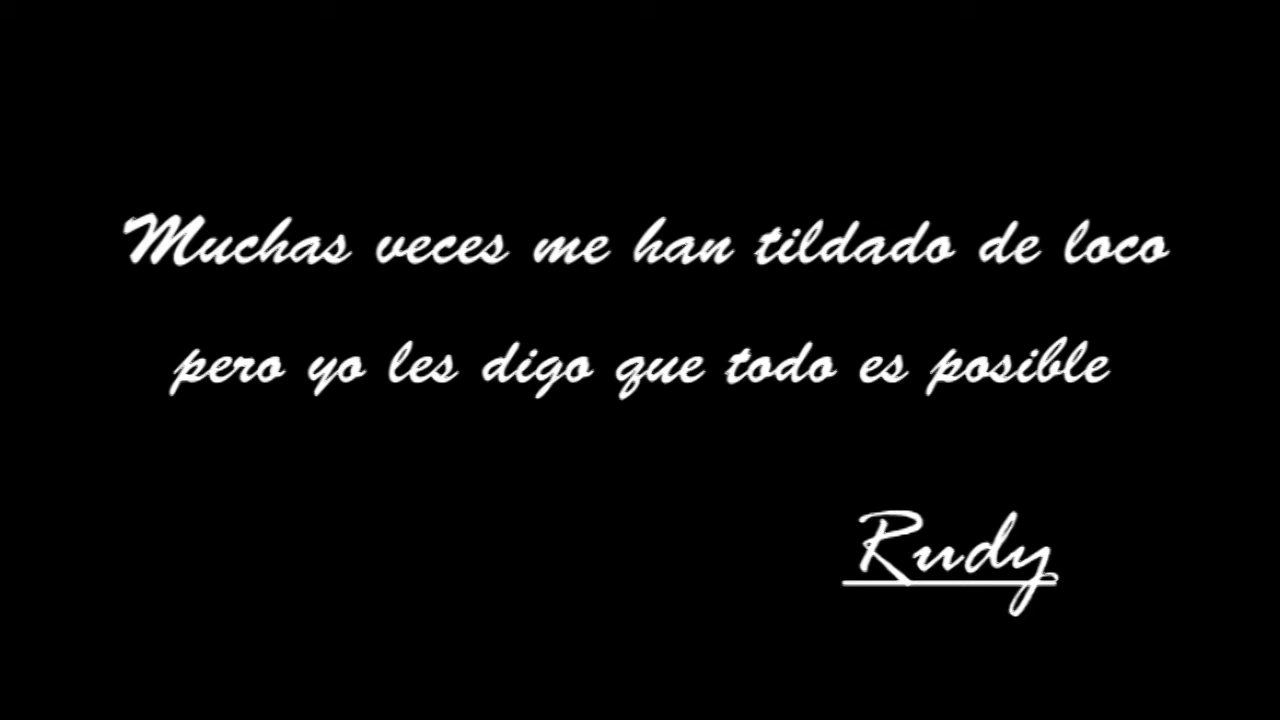 Muchas veces me han tildado de loco
pero yo les digo que todo es posible
Rudy